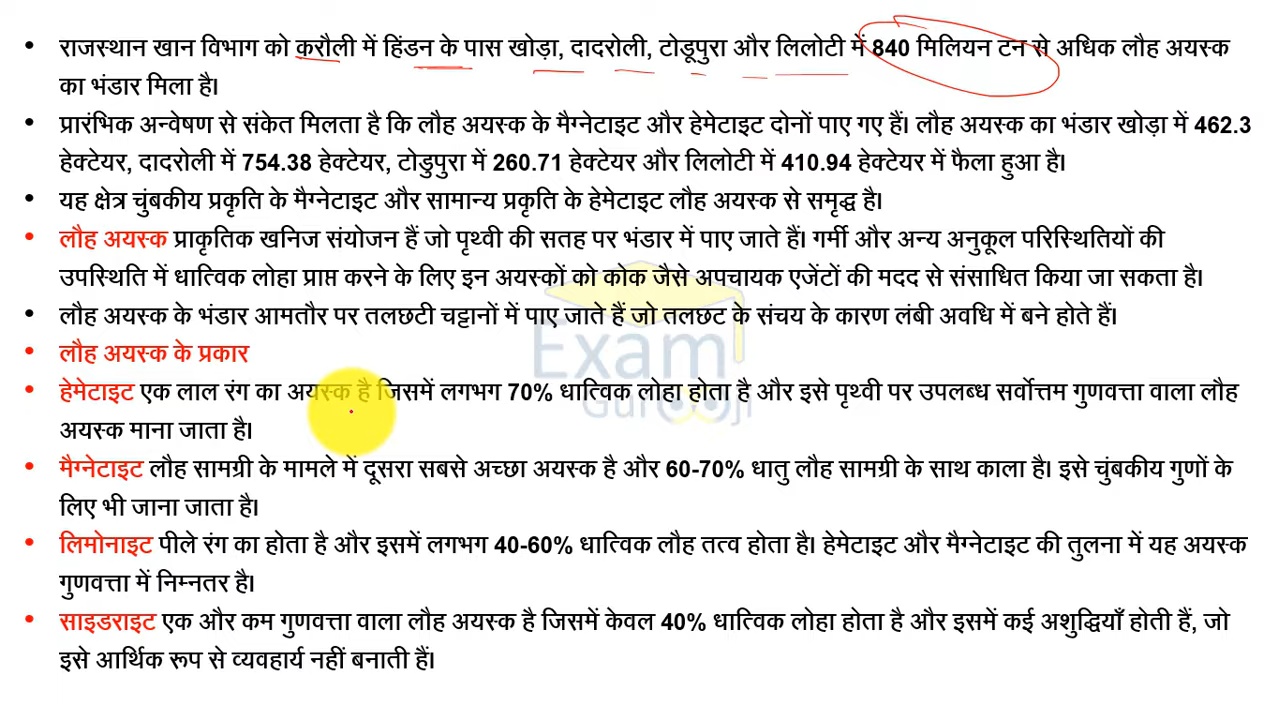 • राजस्थान खान विभाग को करौली में हिंडन के पास खोड़ा, दादरोली, टोडूपुरा और लिलोटी में 840 मिलियन टन से अधिक लौह अयस्क
का भंडार मिला है।
• प्रारंभिक अन्वेषण से संकेत मिलता है कि लौह अयस्क के मैग्नेटाइट और हेमेटाइट दोनों पाए गए हैं। लौह अयस्क का भंडार खोड़ा में 462.3
हेक्टेयर, दादरोली में 754.38 हेक्टेयर, टोडुपुरा में 260.71 हेक्टेयर और लिलोटी में 410.94 हेक्टेयर में फैला हुआ है।
• यह क्षेत्र चुंबकीय प्रकृति के मैग्नेटाइट और सामान्य प्रकृति के हेमेटाइट लौह अयस्क से समृद्ध है।
• लौह अयस्क प्राकृतिक खनिज संयोजन हैं जो पृथ्वी की सतह पर भंडार में पाए जाते हैं। गर्मी और अन्य अनुकूल परिस्थितियों की
उपस्थिति में धात्विक लोहा प्राप्त करने के लिए इन अयस्कों को कोक जैसे अपचायक एजेंटों की मदद से संसाधित किया जा सकता है।
• लौह अयस्क के भंडार आमतौर पर तलछटी चट्टानों में पाए जाते हैं जो तलछट के संचय के कारण लंबी अवधि में बने होते हैं।
• लौह अयस्क के प्रकार
• हेमेटाइट एक लाल रंग का अयस्क है जिसमें लगभग 70% धात्विक लोहा होता है और इसे पृथ्वी पर उपलब्ध सर्वोत्तम गुणवत्ता वाला लौह
अयस्क माना जाता है।
• मैग्नेटाइट लौह सामग्री के मामले में दूसरा सबसे अच्छा अयस्क है और 60-70% धातु लौह सामग्री के साथ काला है। इसे चुंबकीय गुणों के
लिए भी जाना जाता है।
• लिमोनाइट पीले रंग का होता है और इसमें लगभग 40-60% धात्विक लौह तत्व होता है। हेमेटाइट और मैग्नेटाइट की तुलना में यह अयस्क
गुणवत्ता में निम्नतर है।
• साइडराइट एक और कम गुणवत्ता वाला लौह अयस्क है जिसमें केवल 40% धात्विक लोहा होता है और इसमें कई अशुद्धियाँ होती हैं, जो
इसे आर्थिक रूप से व्यवहार्य नहीं बनाती हैं।
Exam
Gurooji